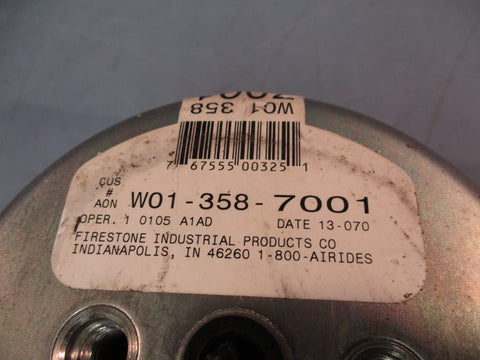 7001
W01 358
7 67555 00325 1
CUS
#
AON W01-358-7001
OPER. 1 0105 A1AD DATE 13-070
FIRESTONE INDUSTRIAL PRODUCTS CO
INDIANAPOLIS, IN 46260 1-800-AIRIDES